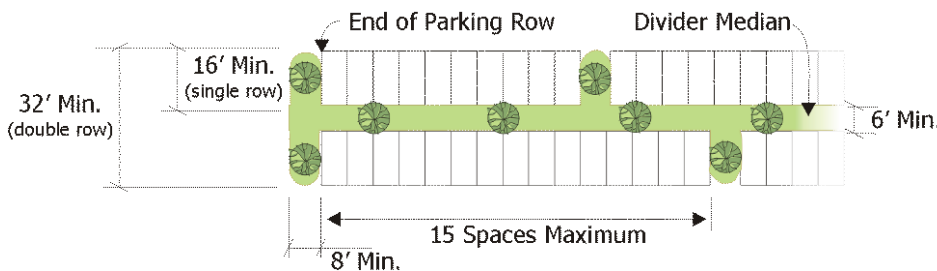 End of Parking Row
Divider Median
16′ Min.
(single row)
32′ Min.
(double row)
6′ Min.
15 Spaces Maximum
8′ Min.